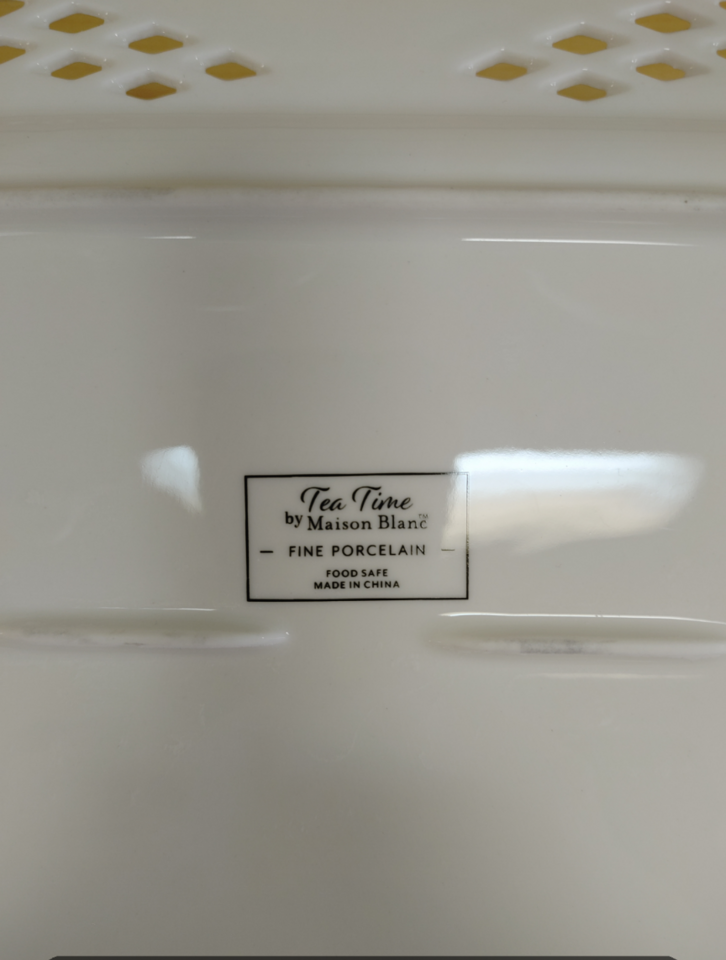 Tea Time
by Maison Blanc™
— FINE PORCELAIN —
FOOD SAFE
MADE IN CHINA